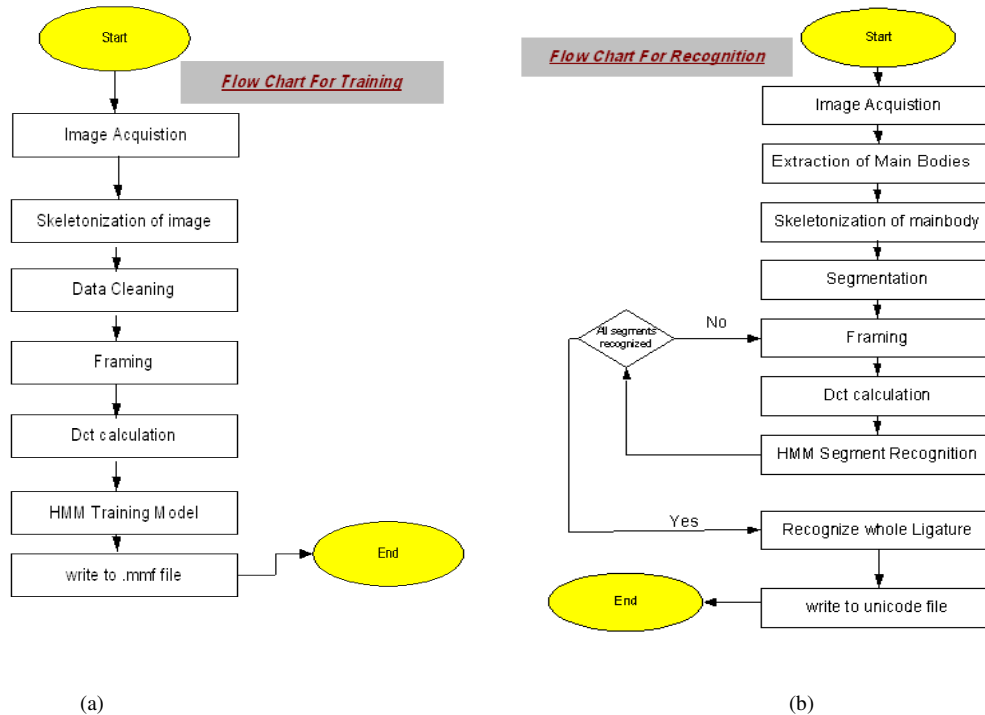 Start
Flow Chart For Training
Image Acquistion
Skeletonization of image
Data Cleaning
Framing
Dct calculation
HMM Training Model
write to .mmf file
End
(a)
Start
Flow Chart For Recognition
Image Acquistion
Extraction of Main Bodies
Skeletonization of mainbody
Segmentation
All segments
recognized
No
Framing
Dct calculation
HMM Segment Recognition
Yes
Recognize whole Ligature
write to unicode file
End
(b)